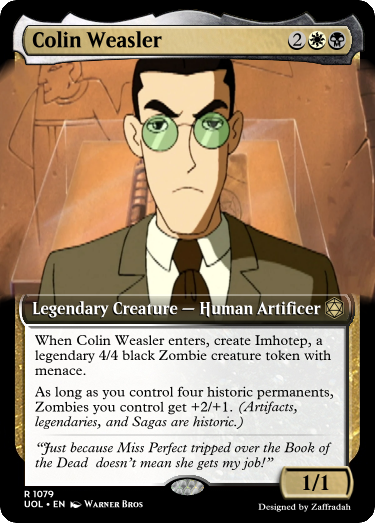 Colin Weasler 2
Legendary Creature — Human Artificer
When Colin Weasler enters, create Imhotep, a
legendary 4/4 black Zombie creature token with
menace.
As long as you control four historic permanents,
Zombies you control get +2/+1. (Artifacts,
legendaries, and Sagas are historic.)
“Just because Miss Perfect tripped over the Book of
the Dead  doesn't mean she gets my job!”
1/1
R 1079
UOL • EN Warner Bros
Designed by Zaffradah